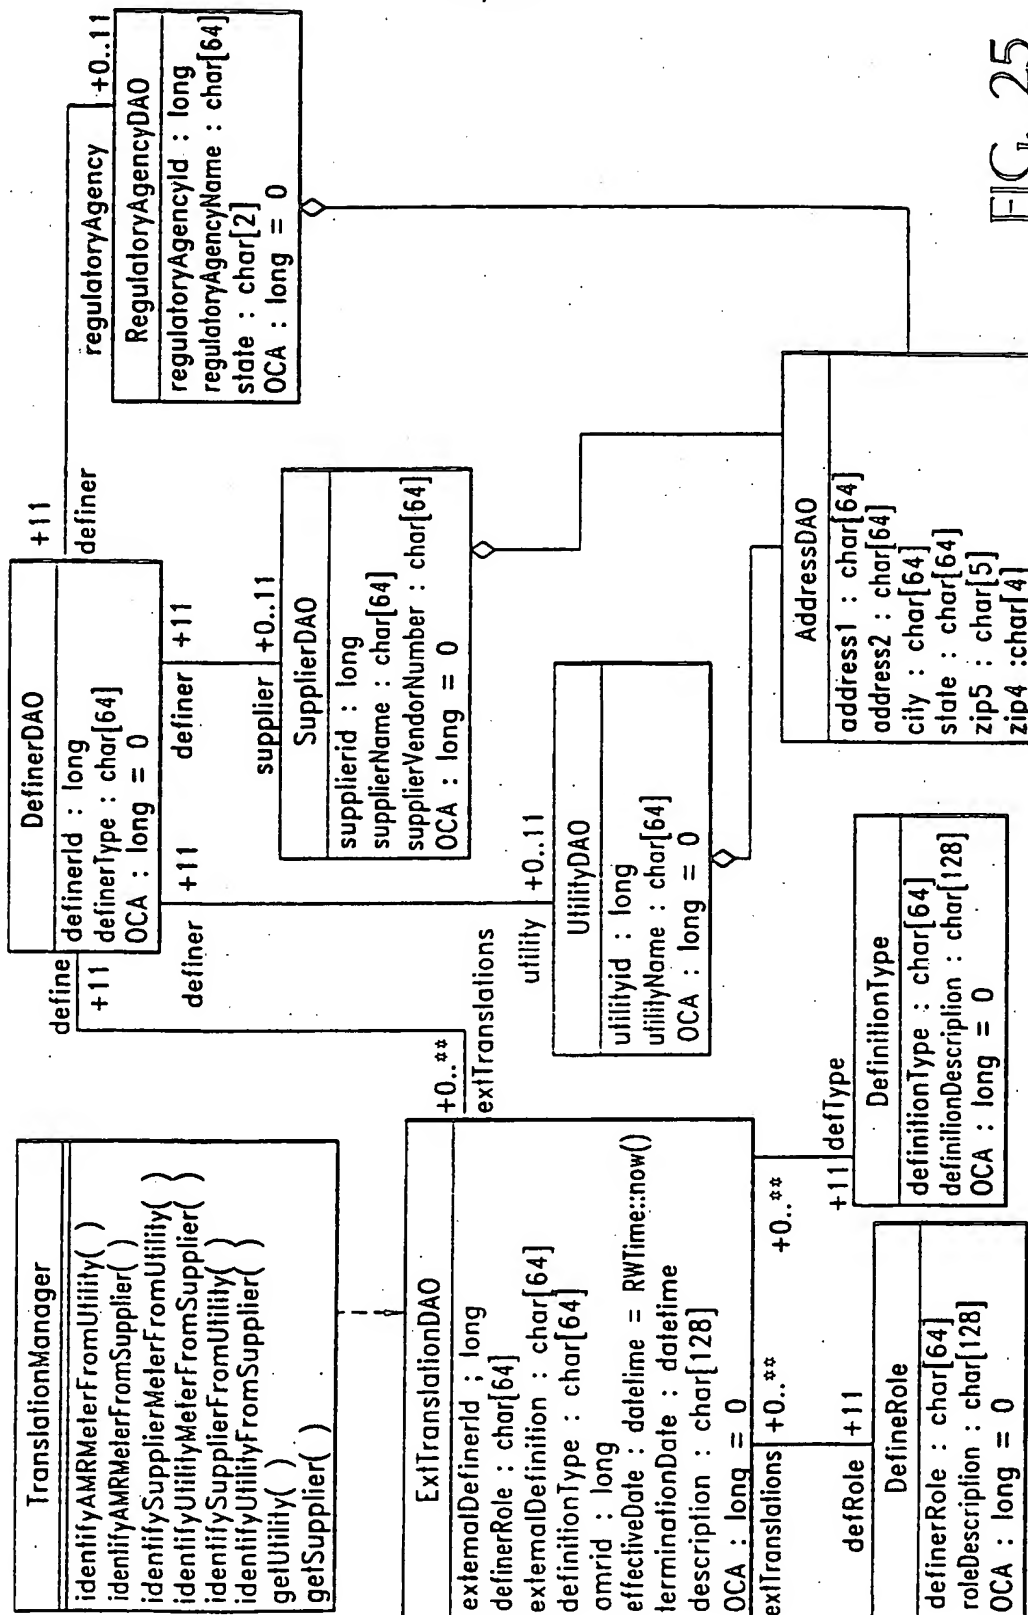 TranslationManager
identifyAMRMeterFromUtility( )
identifyAMRMeterFromSupplier( )
identifySupplierMeterFromUtility( )
identifyUtilityMeterFromSupplier( )
identifySupplierFromUtility( )
identifyUtilityFromSupplier( )
getUtility( )
getSupplier( )
define
+11
DefinerDAO
definerId : long
definerType : char[64]
OCA : long = 0
+11
definer
regulatoryAgency
+0..11
RegulatoryAgencyDAO
regulatoryAgencyId : long
regulatoryAgencyName : char[64]
state : char[2]
OCA : long = 0
definer
+11
definer
+11
supplier
+0..11
SupplierDAO
supplierid : long
supplierName : char[64]
supplierVendorNumber : char[64]
OCA : long = 0
+0..**
extTranslations
utility
+0..11
UtilityDAO
utilityid : long
utilityName : char[64]
OCA : long = 0
ExtTranslationDAO
externalDefinerId ; long
defineRole : char[64]
externalDefinition : char[64]
definitionType : char[64]
amrid : long
effectiveDate : datetime = RWTime::now()
terminationDate : datetime
description : char[128]
OCA : long = 0
+0..**
+11
defType
DefinitionType
definitionType : char[64]
definitionDescription : char[128]
OCA : long = 0
AddressDAO
address1 : char[64]
address2 : char[64]
city : char[64]
state : char[64]
zip5 : char[5]
zip4 :char[4]
extTranslations
+0..**
defRole
+11
DefineRole
definerRole : char[64]
roleDescription : char[128]
OCA : long = 0
FIG. 25